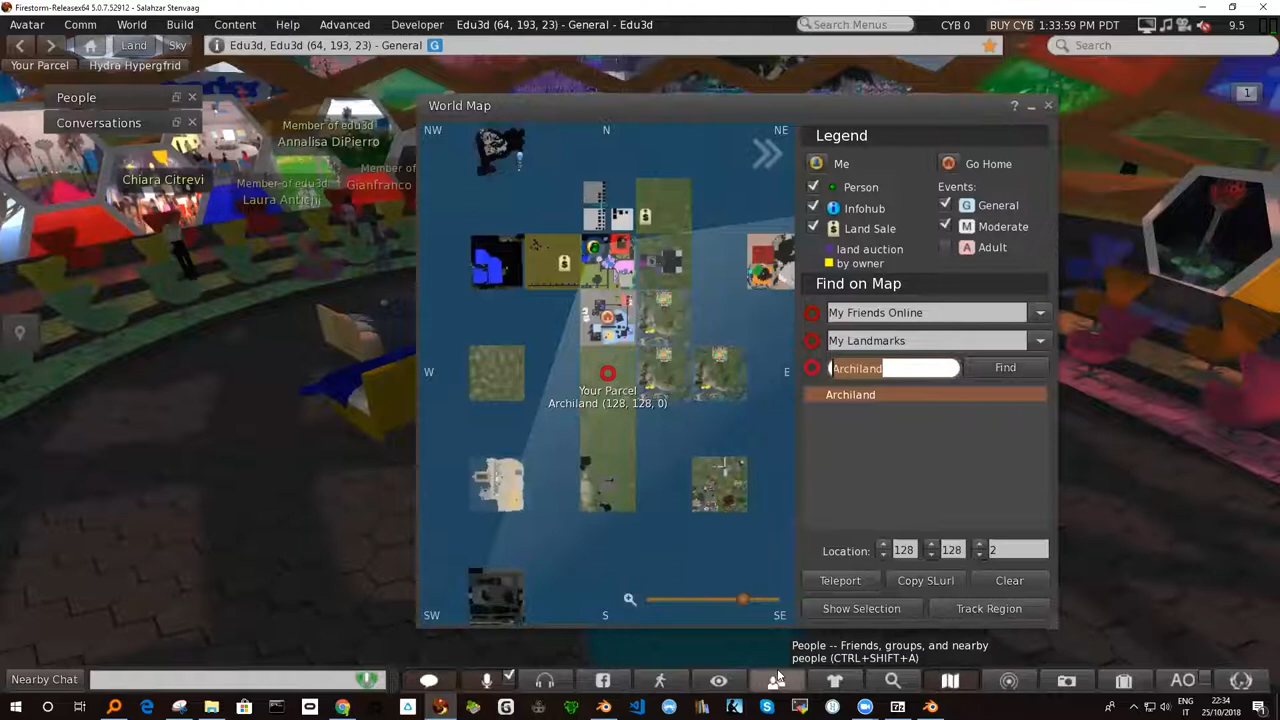 Firestorm-Releasex64 5.0.7.52912 - Salahzar Stenvaag
Avatar Comm World Build Content Help Advanced Developer Edu3d (64, 193, 23) - General - Edu3d Search Menus CYB 0 BUY CYB 1:33:59 PM PDT 9.5
Land Sky Edu3d, Edu3d (64, 193, 23) - General G Search
Your Parcel Hydra Hypergfrid
People
Conversations
1
Member of edu3d
Annalisa DiPierro
Chiara Citrevi
Member of edu3d
Laura Antichi
Member of
Gianfranco
World Map
NW N NE
W E
SW S SE
Your Parcel
Archiland (128, 128, 0)
Legend
Me Go Home
Person Events:
Infohub G General
Land Sale M Moderate
land auction A Adult
by owner
Find on Map
My Friends Online
My Landmarks
Archiland Find
Archiland
Location: 128 128 2
Teleport Copy SLurl Clear
Show Selection Track Region
People -- Friends, groups, and nearby
people (CTRL+SHIFT+A)
Nearby Chat
AO
ENG
IT
22:34
25/10/2018